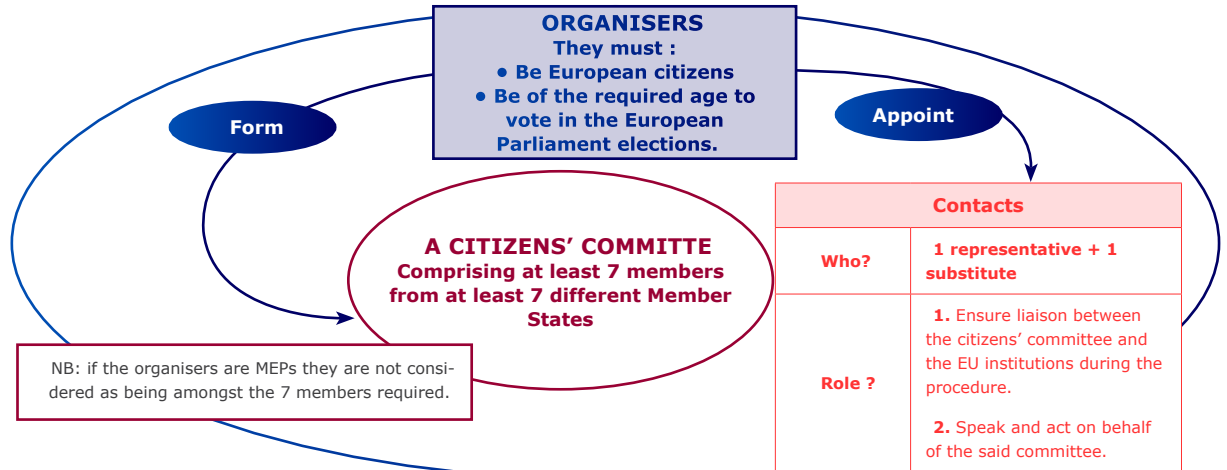 ORGANISERS
They must :
• Be European citizens
• Be of the required age to
vote in the European
Parliament elections.
Form
Appoint
A CITIZENS’ COMMITTE
Comprising at least 7 members
from at least 7 different Member
States
NB: if the organisers are MEPs they are not consi-
dered as being amongst the 7 members required.
Contacts
Who?
1 representative + 1
substitute
Role ?
1. Ensure liaison between
the citizens’ committee and
the EU institutions during the
procedure.
2. Speak and act on behalf
of the said committee.